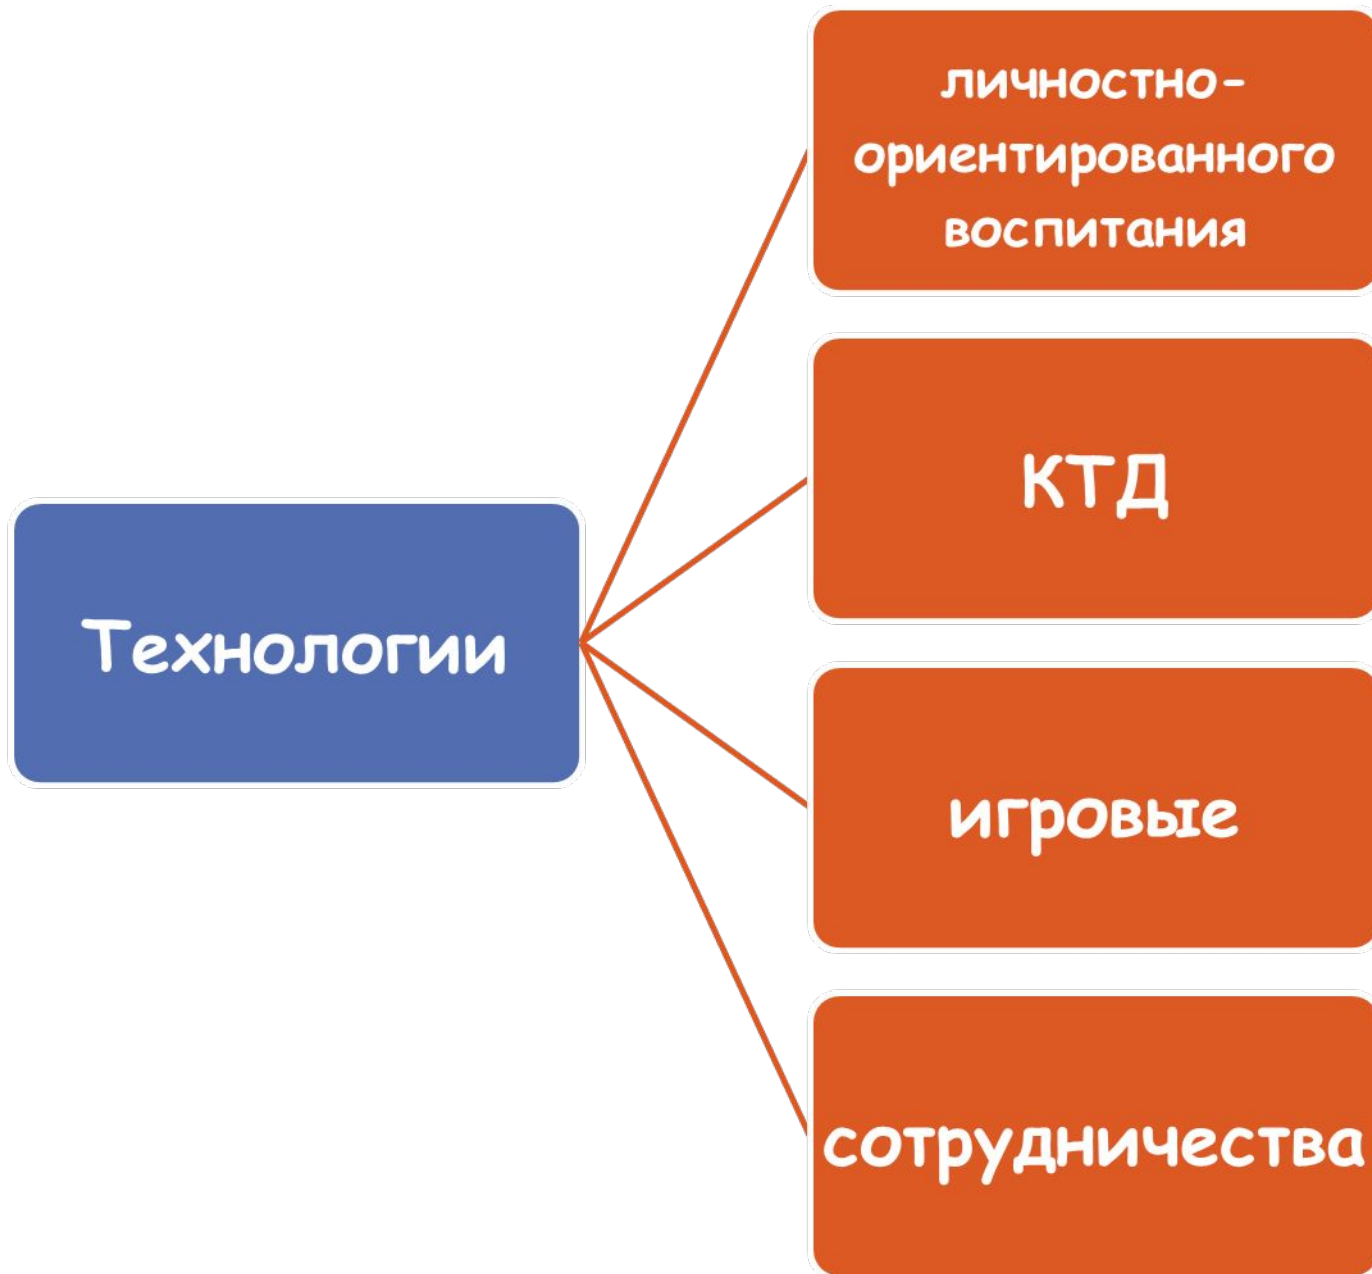 личностно-
ориентированного
воспитания
КТД
Технологии
игровые
сотрудничества